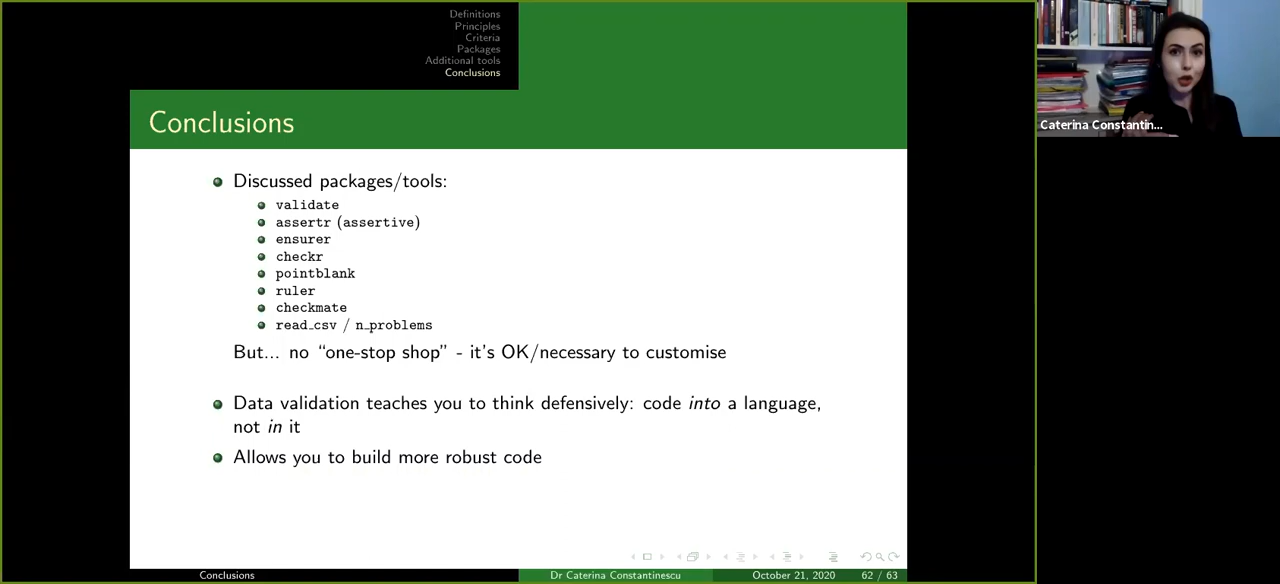 Definitions
Principles
Criteria
Packages
Additional tools
Conclusions
Conclusions
Discussed packages/tools:
validate
assertr (assertive)
ensurer
checkr
pointblank
ruler
checkmate
read_csv / n_problems
But... no “one-stop shop” - it's OK/necessary to customise
Data validation teaches you to think defensively: code into a language,
not in it
Allows you to build more robust code
Conclusions
Dr Caterina Constantinescu
October 21, 2020
62 / 63
Caterina Constantin...